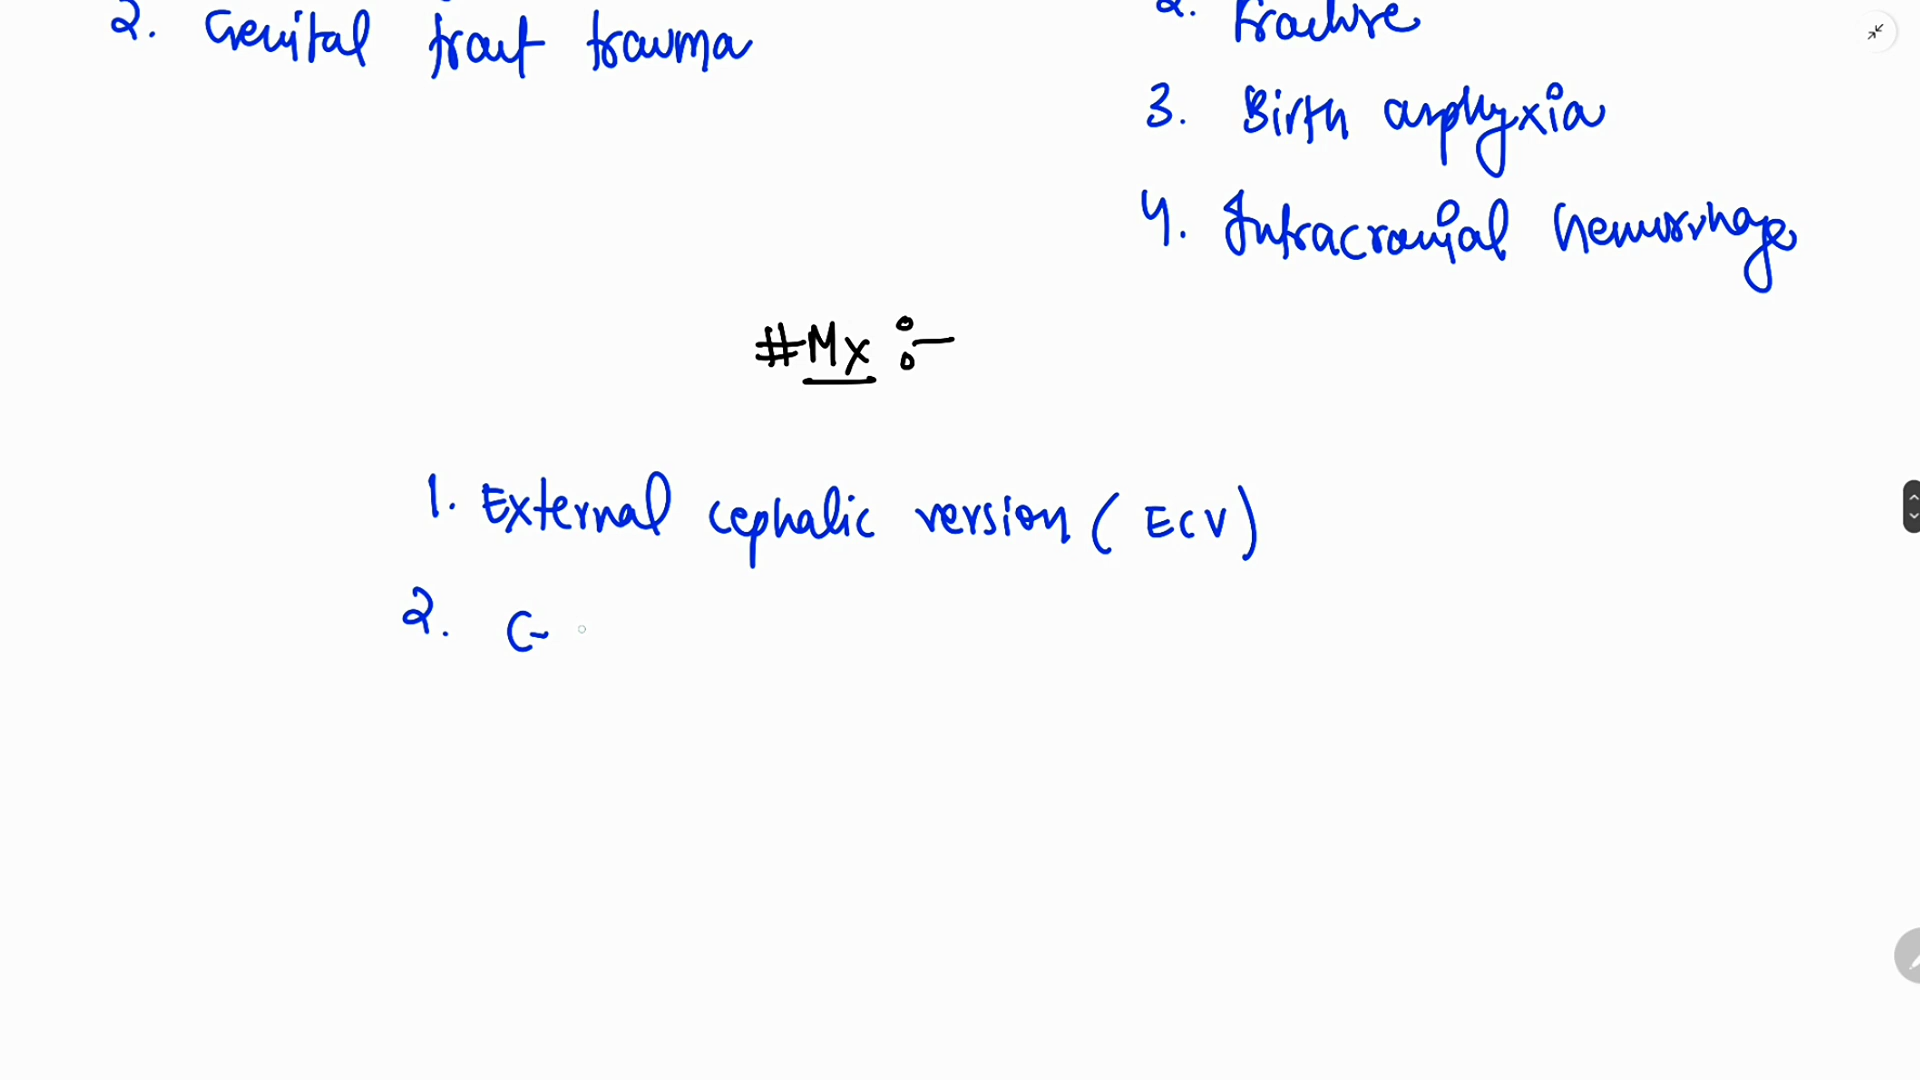 2. Genital tract trauma
2. Fracture
3. Birth asphyxia
4. Intracranial hemorrhage
#Mx :-
1. External cephalic version (ECV)
2. C-